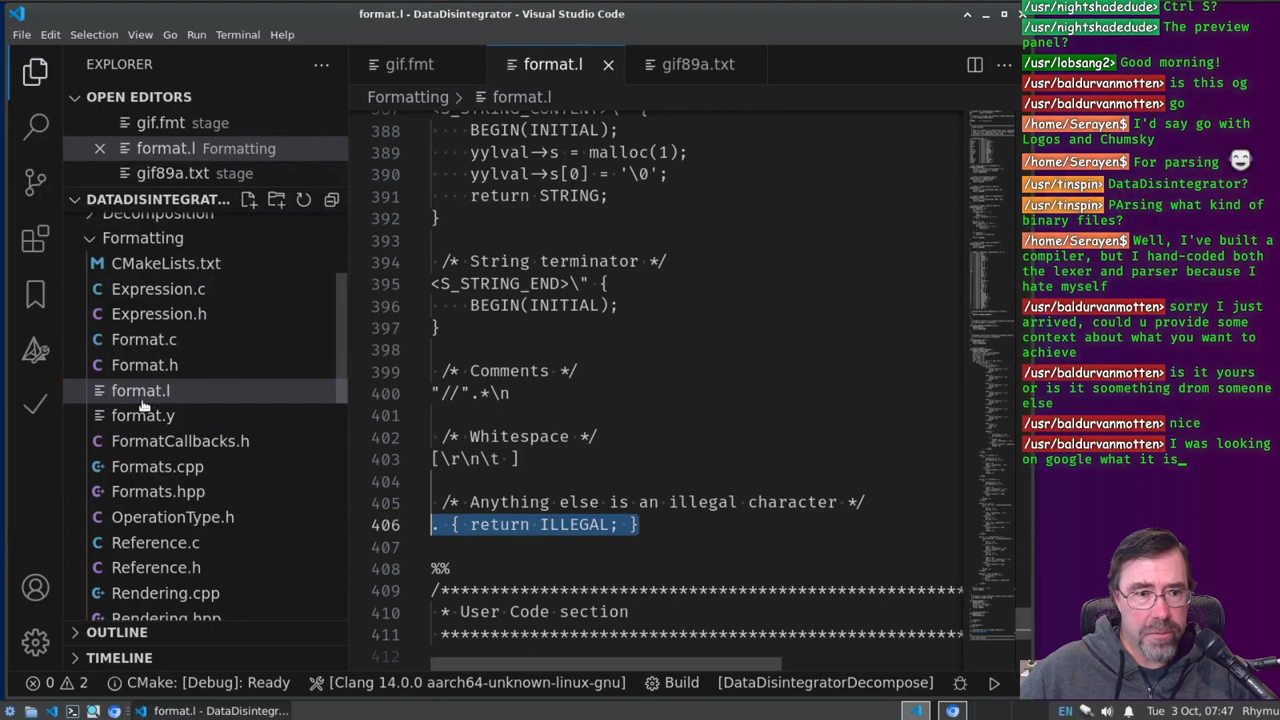 format.l - DataDisintegrator - Visual Studio Code
File Edit Selection View Go Run Terminal Help
EXPLORER
gif.fmt
format.l
gif89a.txt
OPEN EDITORS
Formatting > format.l
gif.fmt stage
format.l Formatting
gif89a.txt stage
Formatting
CMakeLists.txt
Expression.c
Expression.h
format.c
format.h
format.l
format.y
FormatCallbacks.h
Formats.cpp
Formats.hpp
OperationType.h
Reference.c
Reference.h
Rendering.cpp
OUTLINE
TIMELINE
388
BEGIN(INITIAL);
389
yylval = malloc(1);
390
yylval->
[0] = '\0';
391
return STRING;
392 }
393
394 /* String terminator */
395 <S_STRING_END>\" {
396 BEGIN(INITIAL);
397 }
398
399 /* Comments */
400 "//".*\n
401
402 /* Whitespace */
403
404
405 /* Anything else is an illegal character */
406 . { return ILLEGAL; }
407
408 %%
409
410 * User Code section
411
412
0 2 CMake: [Debug]: Ready [Clang 14.0.0 aarch64-unknown-linux-gnu] Build [DataDisintegratorDecompose]
format.l - DataDisintegr...
EN Tue 3 Oct, 07:47 Rhymu
/usr/nightshadedude> Ctrl S?
/usr/nightshadedude> The preview
panel?
/usr/lobsang2> Good morning!
/usr/baldurvanmotten> is this og
/usr/baldurvanmotten> go
/home/Serayen$ I'd say go with
Logos and Chumsky
/home/Serayen$ For parsing
/usr/tinspin> DataDisintegrator?
/usr/tinspin> PArsing what kind of
binary files?
/home/Serayen$ Well, I've built a
compiler, but I hand-coded both
the lexer and parser because I
hate myself
/usr/baldurvanmotten> sorry I just
arrived, could u provide some
context about what you want to
achieve
/usr/baldurvanmotten> is it yours
or is it soomething drom someone
else
/usr/baldurvanmotten> nice
/usr/baldurvanmotten> I was looking
on google what it is_